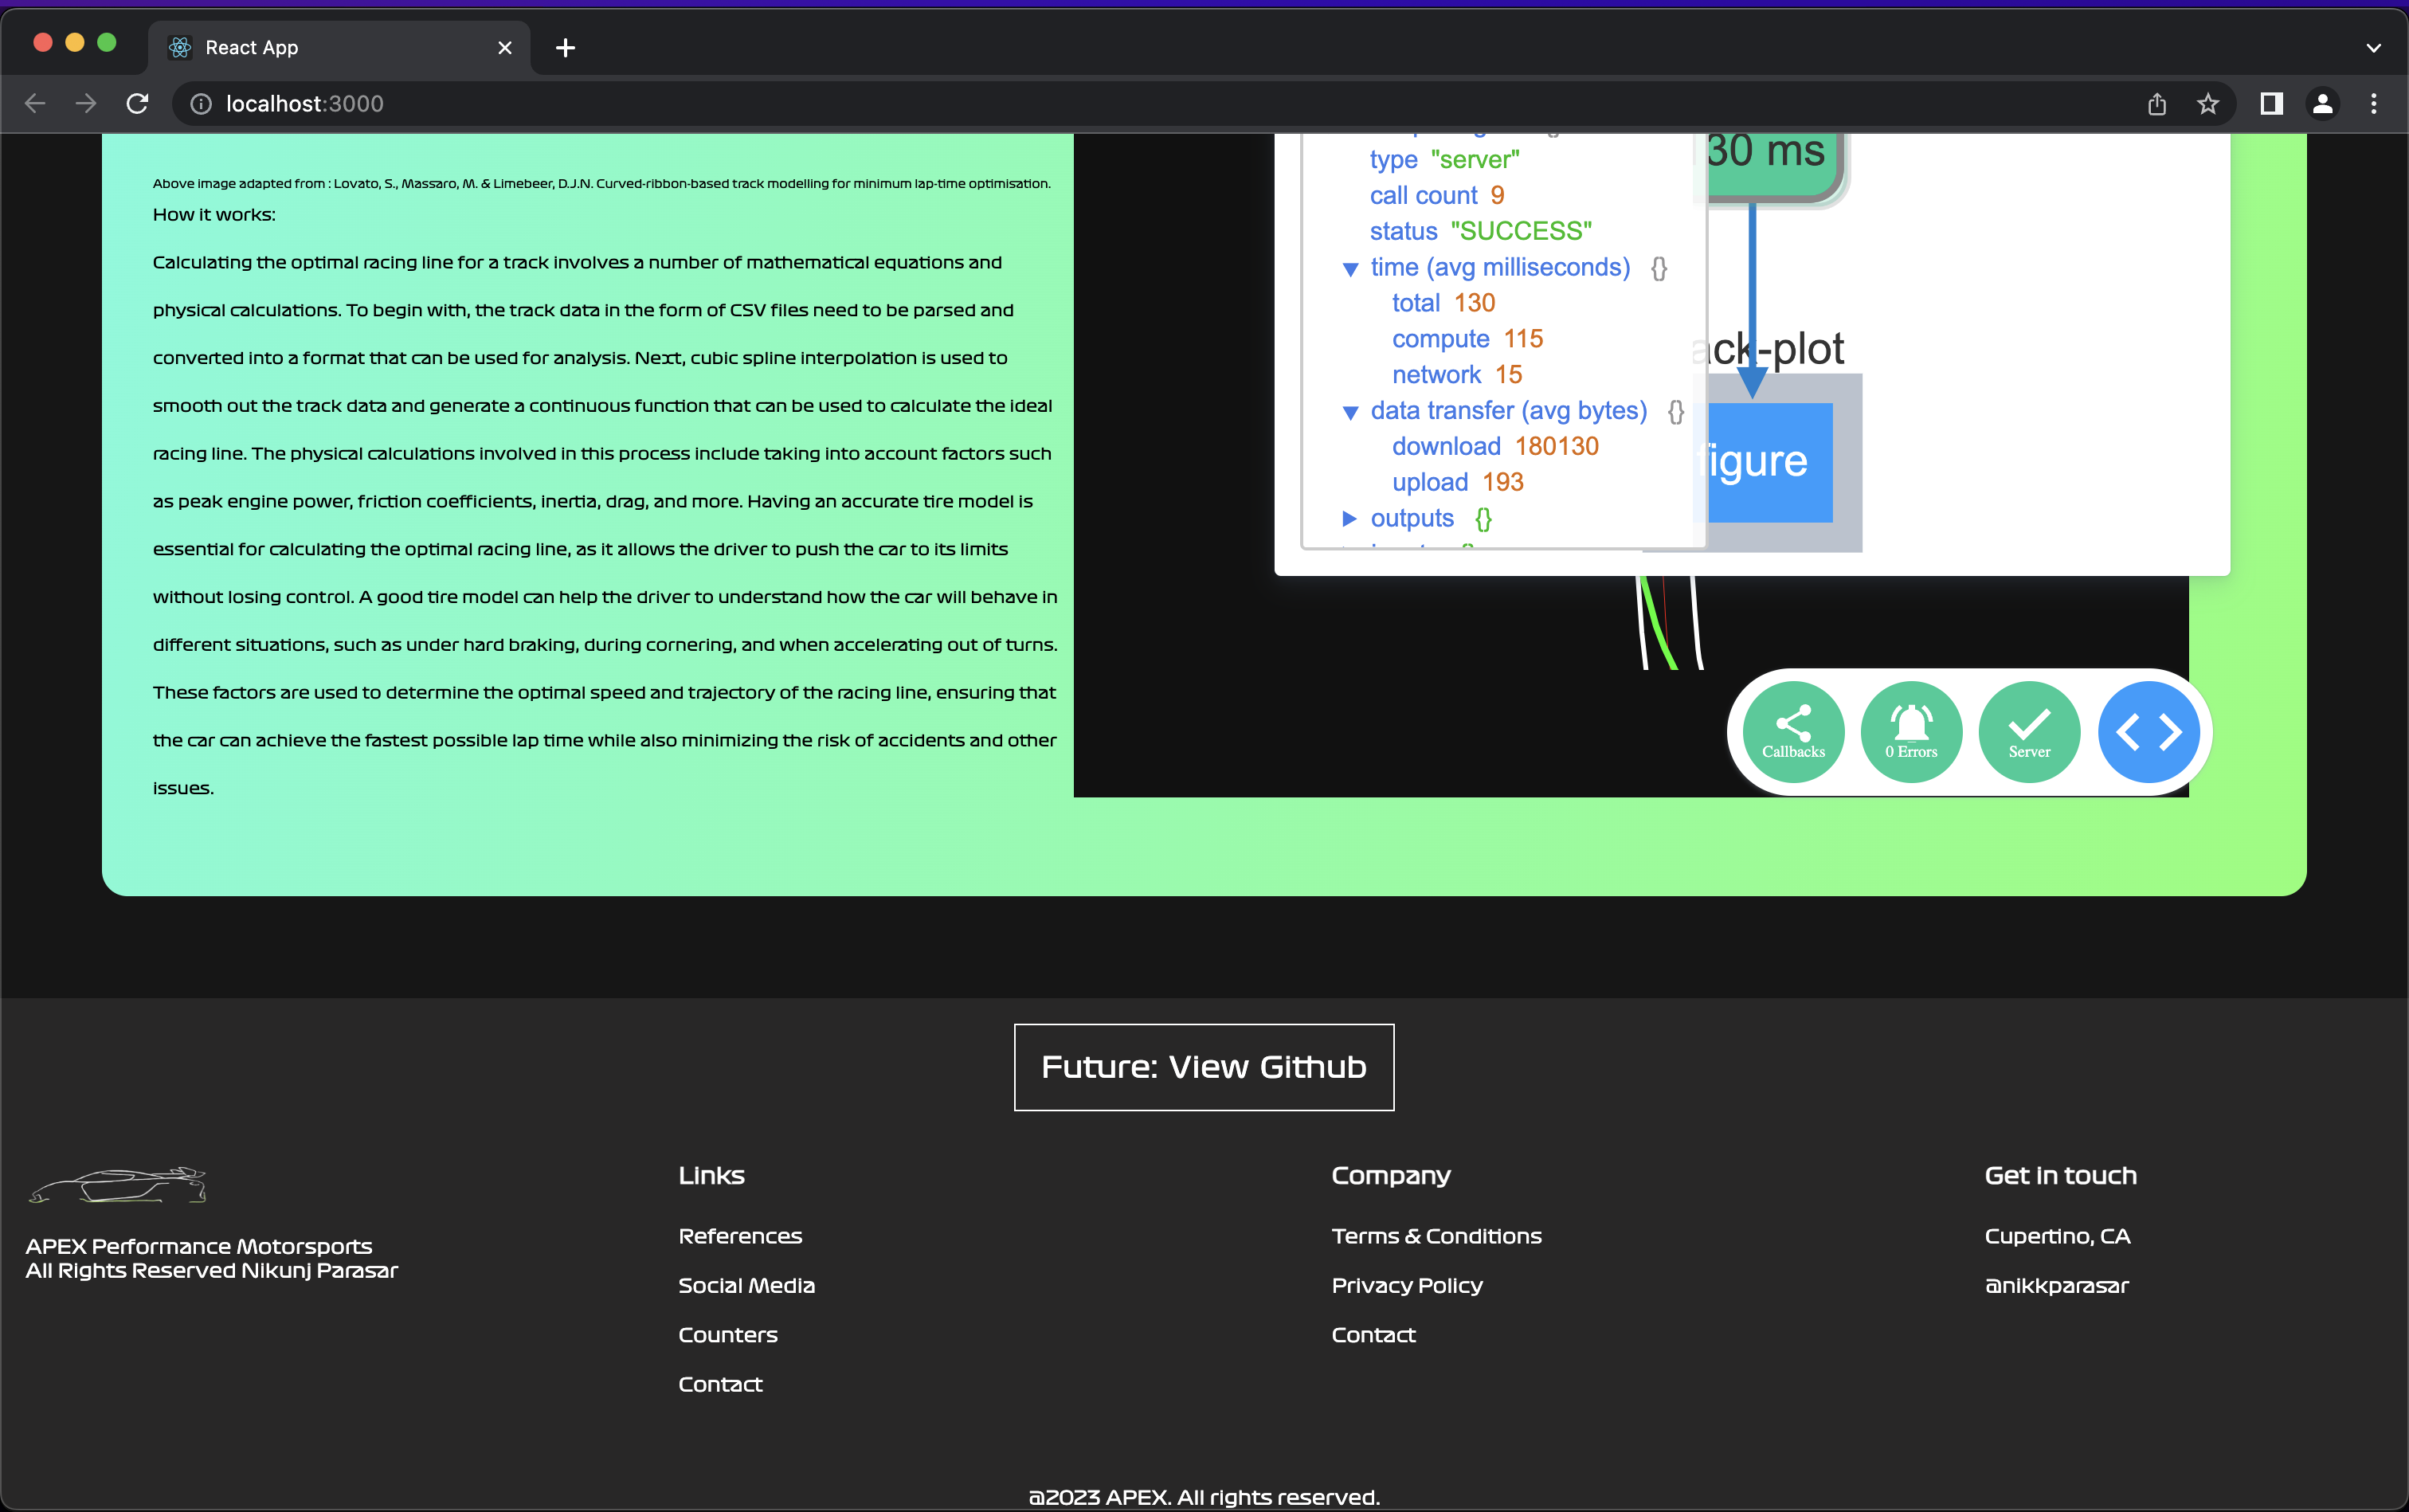 React App
localhost:3000
Above image adapted from : Lovato, S., Massaro, M. & Limebeer, D.J.N. Curved-ribbon-based track modelling for minimum lap-time optimisation.
How it works:
Calculating the optimal racing line for a track involves a number of mathematical equations and
physical calculations. To begin with, the track data in the form of CSV files need to be parsed and
converted into a format that can be used for analysis. Next, cubic spline interpolation is used to
smooth out the track data and generate a continuous function that can be used to calculate the ideal
racing line. The physical calculations involved in this process include taking into account factors such
as peak engine power, friction coefficients, inertia, drag, and more. Having an accurate tire model is
essential for calculating the optimal racing line, as it allows the driver to push the car to its limits
without losing control. A good tire model can help the driver to understand how the car will behave in
different situations, such as under hard braking, during cornering, and when accelerating out of turns.
These factors are used to determine the optimal speed and trajectory of the racing line, ensuring that
the car can achieve the fastest possible lap time while also minimizing the risk of accidents and other
issues.
type "server"
call count 9
status "SUCCESS"
time (avg milliseconds) {}
total 130
compute 115
network 15
data transfer (avg bytes) {}
download 180130
upload 193
outputs {}
30 ms
ack-plot
figure
Callbacks
0 Errors
Server
Future: View Github
APEX Performance Motorsports
All Rights Reserved Nikunj Parasar
Links
References
Social Media
Counters
Contact
Company
Terms & Conditions
Privacy Policy
Contact
Get in touch
Cupertino, CA
@nikkparasar
@2023 APEX. All rights reserved.